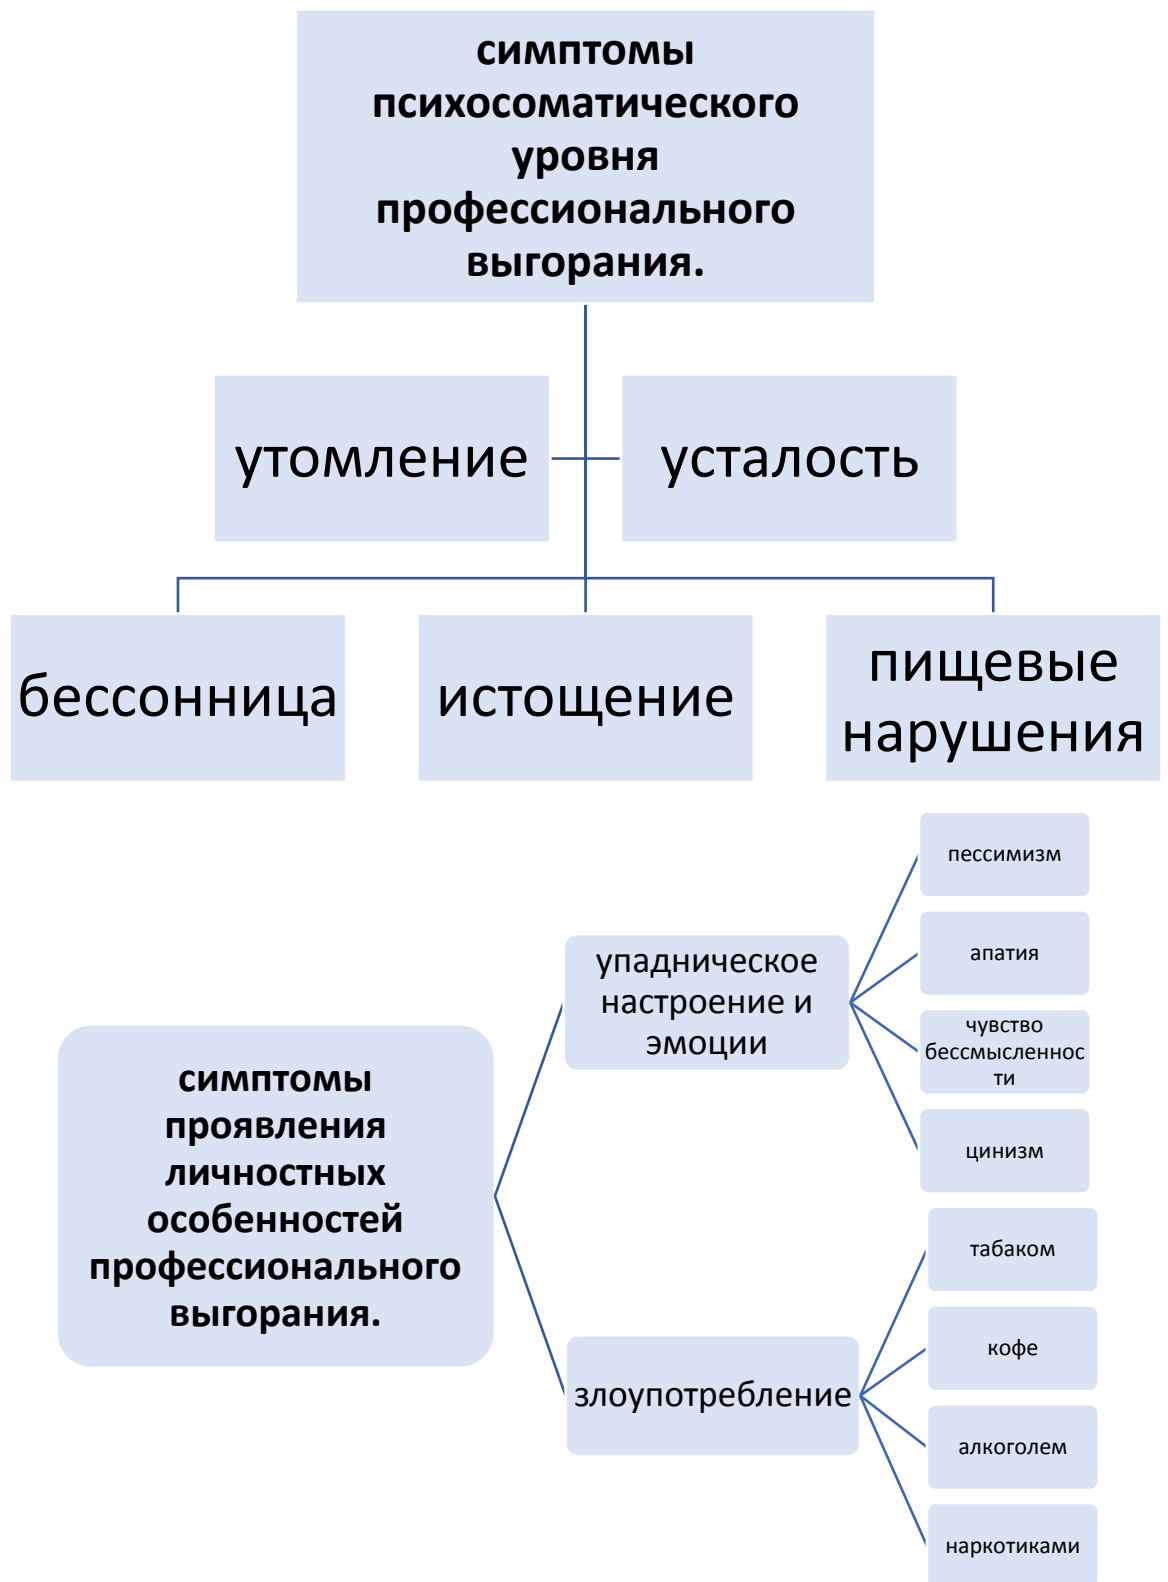 симптомы
психосоматического
уровня
профессионального
выгорания.
утомление
усталость
бессонница
истощение
пищевые
нарушения
симптомы
проявления
личностных
особенностей
профессионального
выгорания.
упадническое
настроение и
эмоции
пессимизм
апатия
чувство
бессмысленнос
ти
цинизм
злоупотребление
табаком
кофе
алкоголем
наркотиками